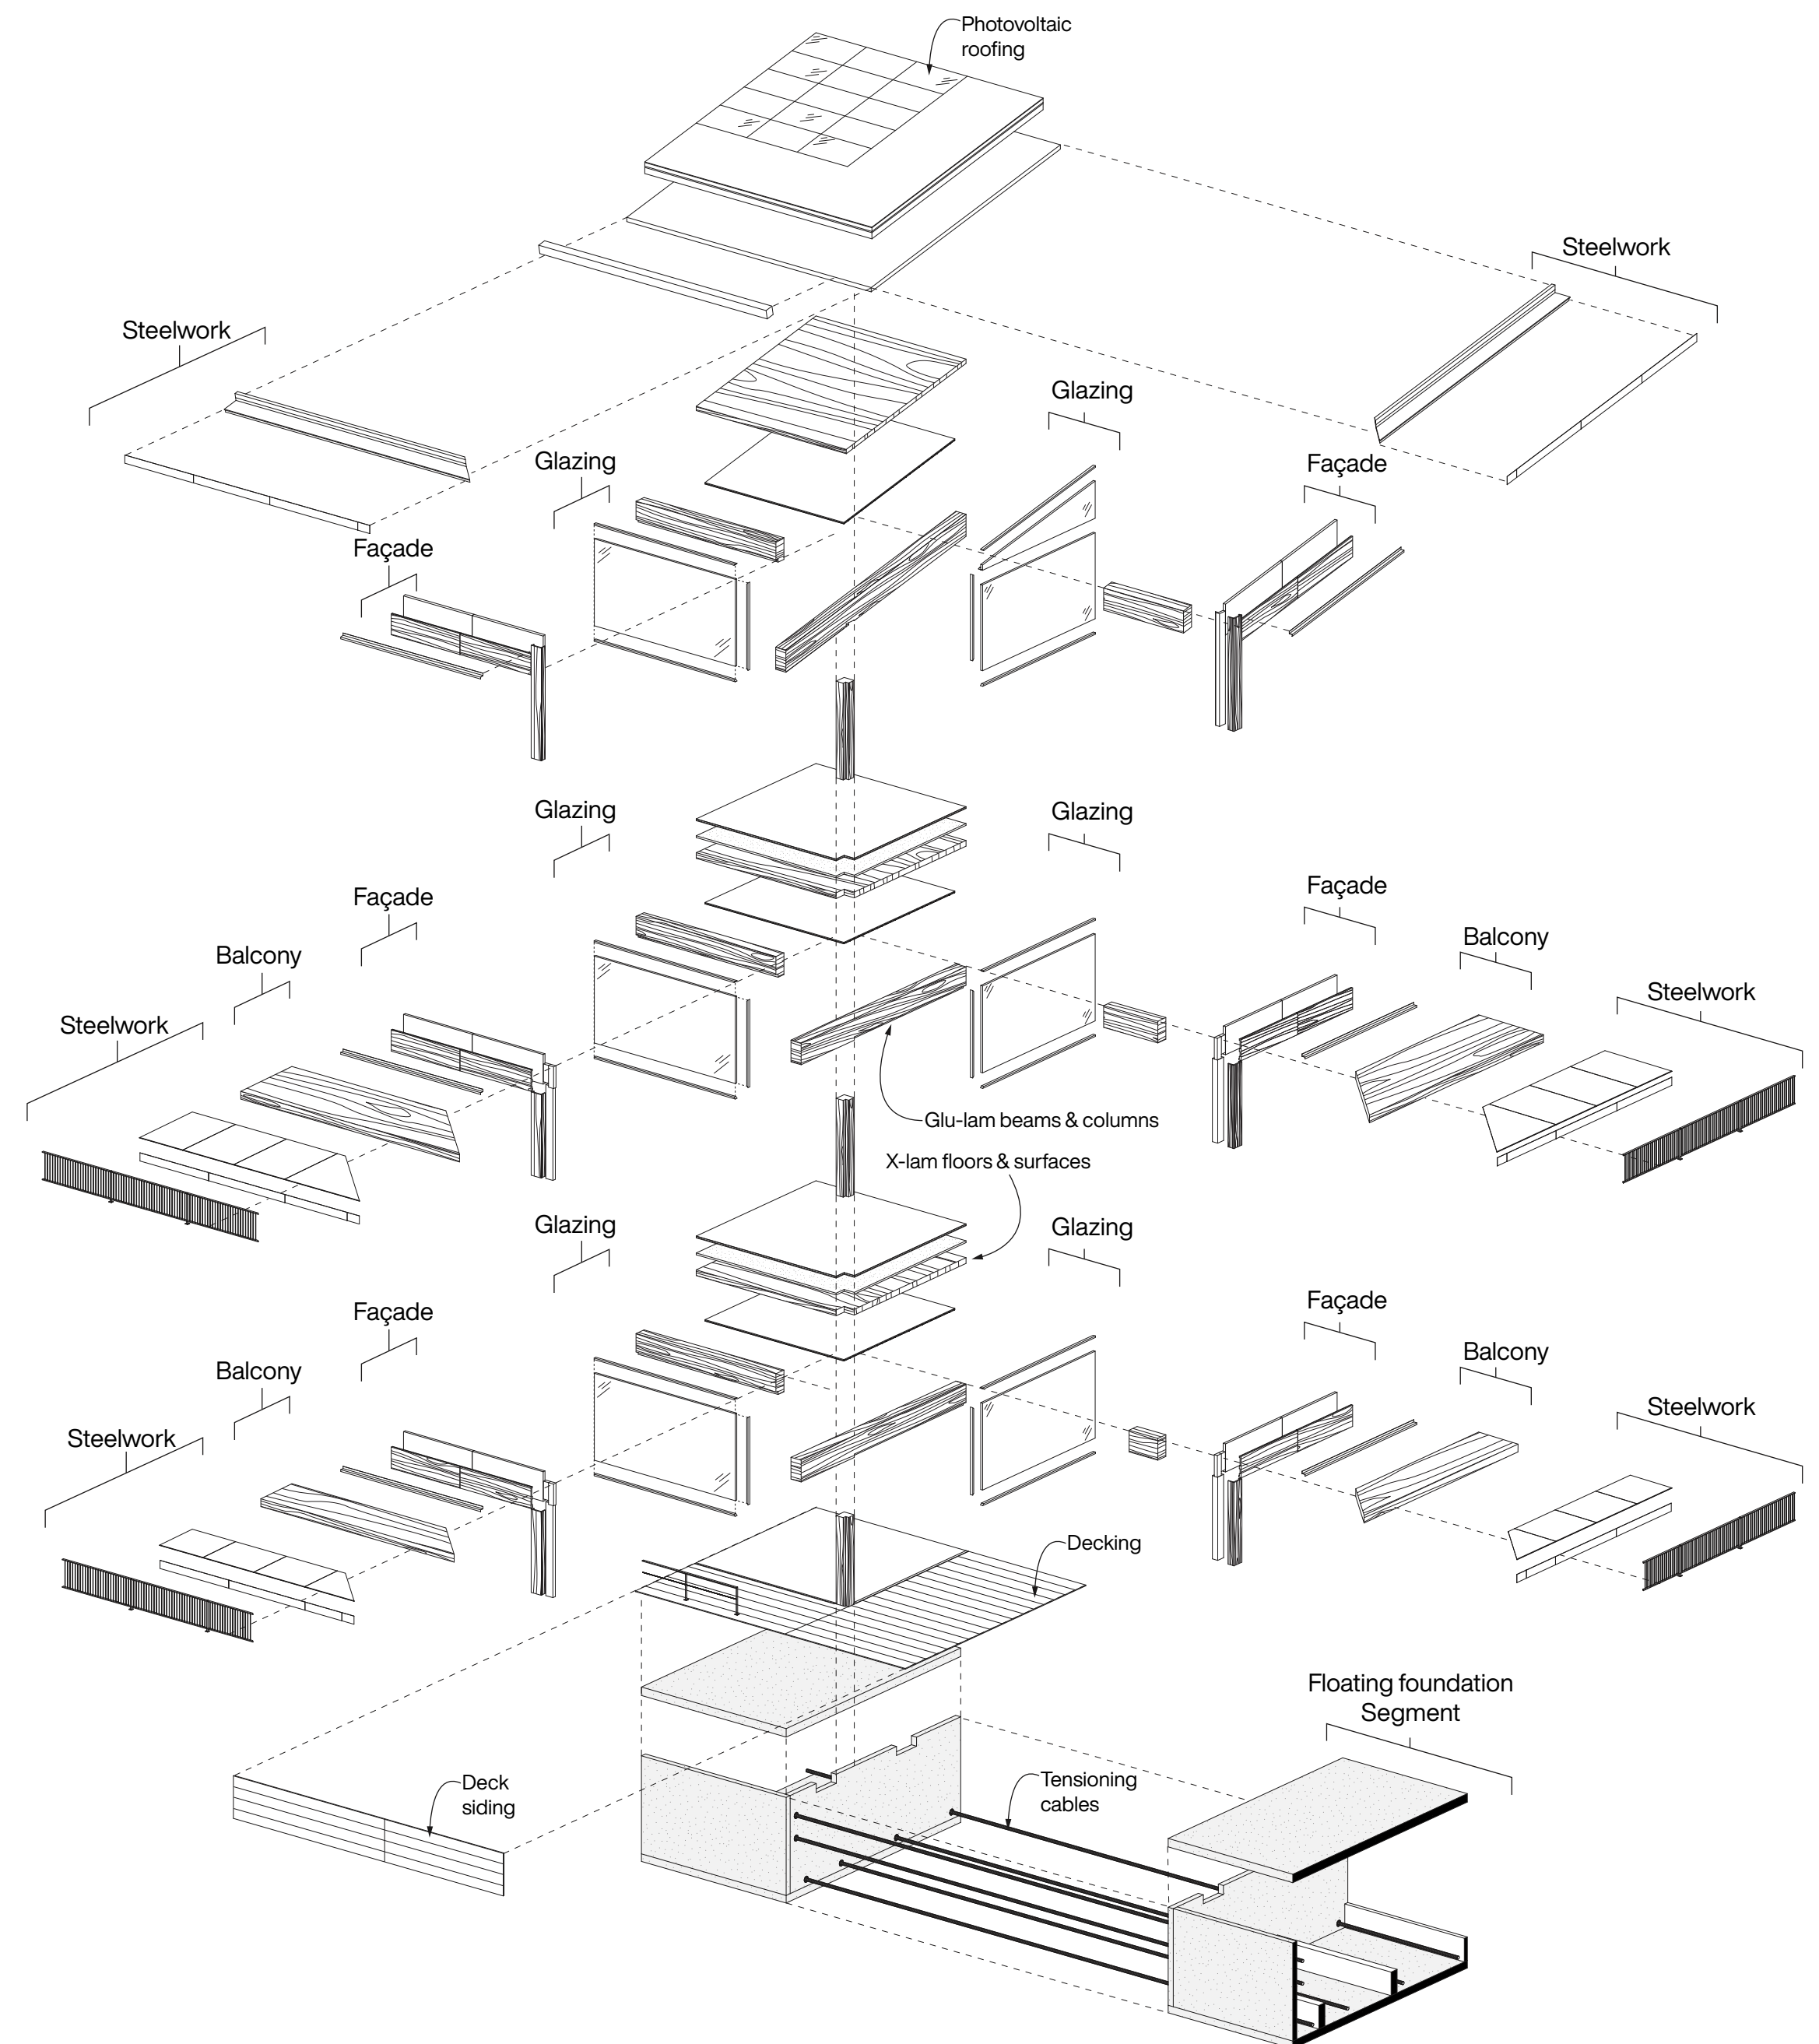 Photovoltaic
roofing
Steelwork
Steelwork
Glazing
Glazing
Façade
Façade
Glazing
Glazing
Façade
Façade
Balcony
Balcony
Steelwork
Steelwork
Glu-lam beams & columns
X-lam floors & surfaces
Glazing
Glazing
Façade
Façade
Balcony
Balcony
Steelwork
Steelwork
Decking
Floating foundation
Segment
Deck
siding
Tensioning
cables